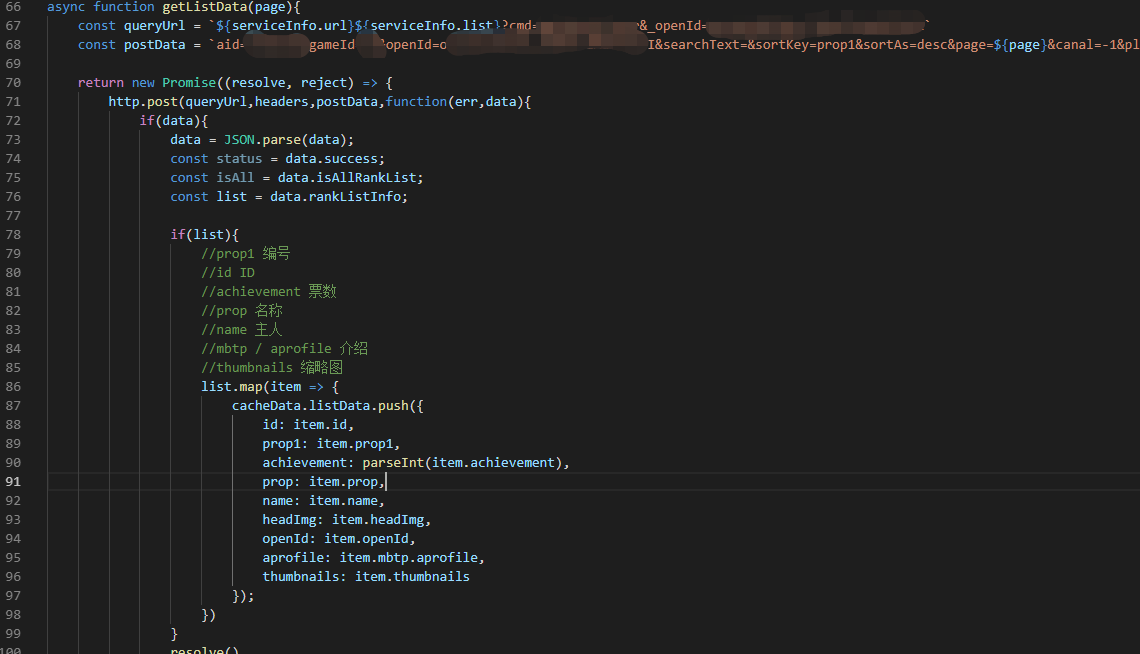 66 async function getListData(page){
67 const queryUrl = `${serviceInfo.url}${serviceInfo.list}?cmd= &_openId= `
68 const postData = `aid= gameId openId=o I&searchText=&sortKey=prop1&sortAs=desc&page=${page}&canal=-1&pl
69
70 return new Promise((resolve, reject) => {
71 http.post(queryUrl,headers,postData,function(err,data){
72 if(data){
73 data = JSON.parse(data);
74 const status = data.success;
75 const isAll = data.isAllRankList;
76 const list = data.rankListInfo;
77
78 if(list){
79 //prop1 编号
80 //id ID
81 //achievement 票数
82 //prop 名称
83 //name 主人
84 //mbtp / aprofile 介绍
85 //thumbnails 缩略图
86 list.map(item => {
87 cacheData.listData.push({
88 id: item.id,
89 prop1: item.prop1,
90 achievement: parseInt(item.achievement),
91 prop: item.prop,
92 name: item.name,
93 headImg: item.headImg,
94 openId: item.openId,
95 aprofile: item.mbtp.aprofile,
96 thumbnails: item.thumbnails
97 });
98 })
99 }
100 resolve()